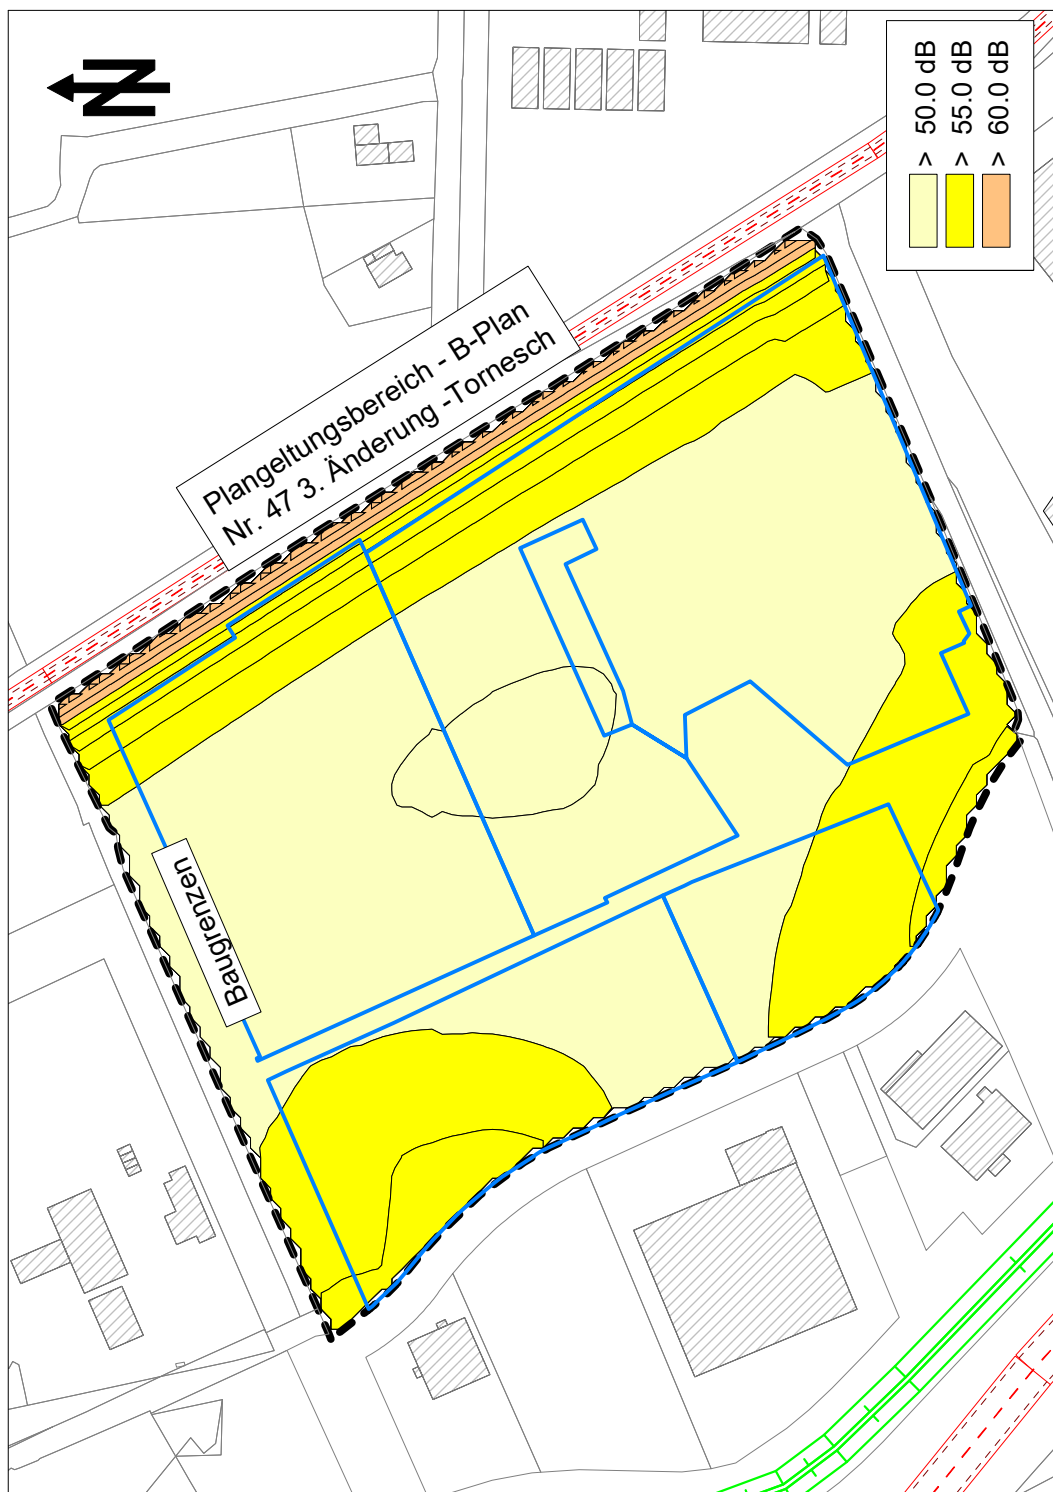 N
> 50.0 dB
> 55.0 dB
> 60.0 dB
Plangeltungsbereich - B-Plan
Nr. 47 3. Änderung -Tornesch
Baugrenzen